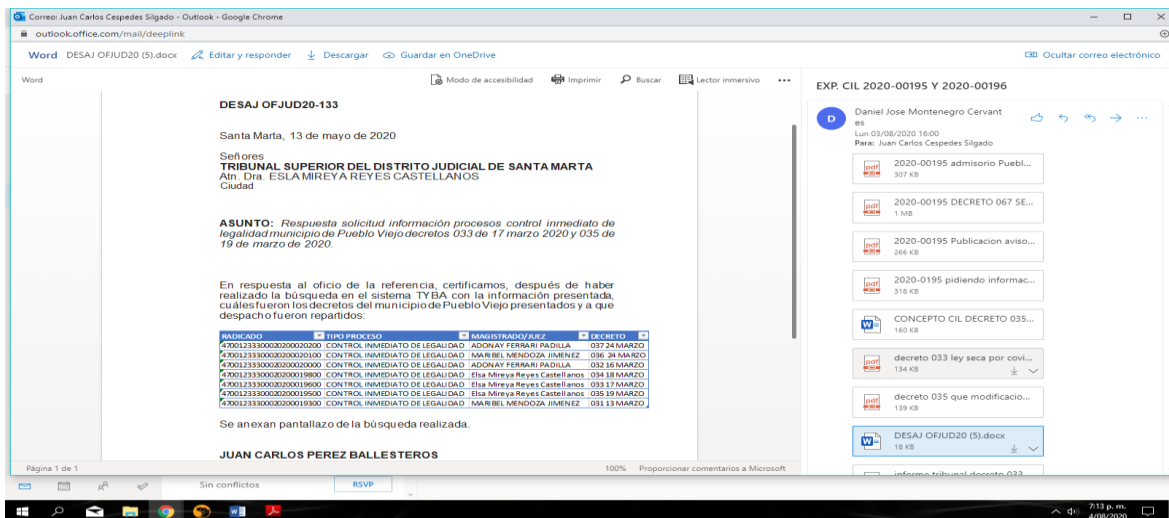 Correo: Juan Carlos Cespedes Silgado - Outlook - Google Chrome
outlook.office.com/mail/deeplink
Word DESAJ OFJUD20 (5).docx Editar y responder Descargar Guardar en OneDrive Ocultar correo electrónico
Word Modo de accesibilidad Imprimir Buscar Lector inmersivo
DESAJ OFJUD20-133
Santa Marta, 13 de mayo de 2020
Señores
TRIBUNAL SUPERIOR DEL DISTRITO JUDICIAL DE SANTA MARTA
Atn. Dra. ESLA MIREYA REYES CASTELLANOS
Ciudad
ASUNTO: Respuesta solicitud información procesos control inmediato de
legalidad municipio de Pueblo Viejo decretos 033 de 17 marzo 2020 y 035 de
19 de marzo de 2020.
En respuesta al oficio de la referencia, certificamos, después de haber
realizado la búsqueda en el sistema TYBA con la información presentada,
cuáles fueron los decretos del municipio de Pueblo Viejo presentados y a que
despacho fueron repartidos:
RADICADO TIPO PROCESO MAGISTRADO/JUEZ DECRETO
47001233300020200020200 CONTROL INMEDIATO DE LEGALIDAD ADONAY FERRARI PADILLA 037 24 MARZO
47001233300020200020100 CONTROL INMEDIATO DE LEGALIDAD MARIBEL MENDOZA JIMENEZ 036 24 MARZO
47001233300020200020000 CONTROL INMEDIATO DE LEGALIDAD ADONAY FERRARI PADILLA 032 16 MARZO
47001233300020200019800 CONTROL INMEDIATO DE LEGALIDAD Elsa Mireya Reyes Castellanos 034 18 MARZO
47001233300020200019600 CONTROL INMEDIATO DE LEGALIDAD Elsa Mireya Reyes Castellanos 033 17 MARZO
47001233300020200019500 CONTROL INMEDIATO DE LEGALIDAD Elsa Mireya Reyes Castellanos 035 19 MARZO
47001233300020200019300 CONTROL INMEDIATO DE LEGALIDAD MARIBEL MENDOZA JIMENEZ 031 13 MARZO
Se anexan pantallazo de la búsqueda realizada.
JUAN CARLOS PEREZ BALLESTEROS
Página 1 de 1 100% Proporcionar comentarios a Microsoft
EXP. CIL 2020-00195 Y 2020-00196
D
Daniel Jose Montenegro Cervant
es
Lun 03/08/2020 16:00
Para: Juan Carlos Cespedes Silgado
2020-00195 admisorio Puebl...
307 KB
2020-00195 DECRETO 067 SE...
1 MB
2020-00195 Publicacion aviso...
266 KB
2020-0195 pidiendo informac...
318 KB
CONCEPTO CIL DECRETO 035...
160 KB
decreto 033 ley seca por covi...
134 KB
decreto 035 que modificacio...
139 KB
DESAJ OFJUD20 (5).docx
18 KB
informe tribunal decreto 033
Sin conflictos RSVP
7:13 p. m.
4/08/2020